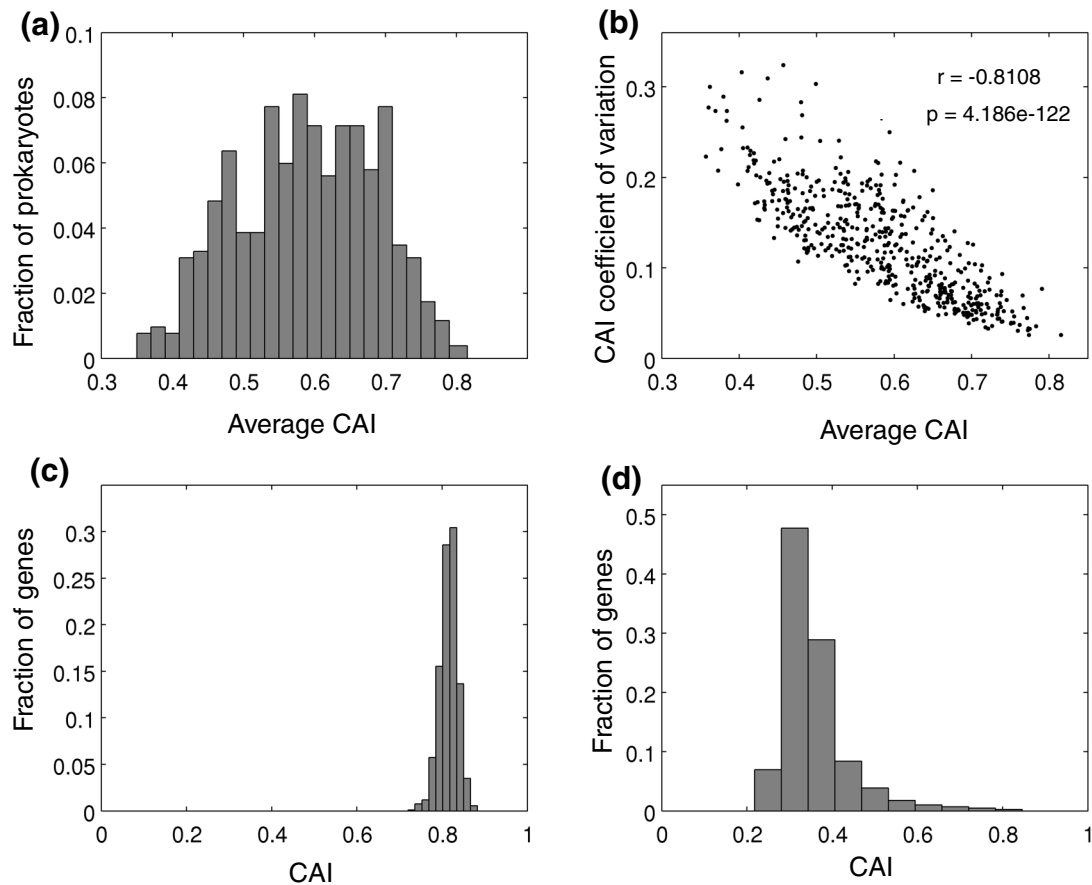 (a)
0.1
0.08
0.06
0.04
0.02
0
0.3 0.4 0.5 0.6 0.7 0.8
Fraction of prokaryotes
Average CAI
(b)
0.3
0.2
0.1
0
0.3 0.4 0.5 0.6 0.7 0.8
CAI coefficient of variation
Average CAI
r = -0.8108
p = 4.186e-122
(c)
0.3
0.25
0.2
0.15
0.1
0.05
0
0 0.2 0.4 0.6 0.8 1
Fraction of genes
CAI
(d)
0.5
0.4
0.3
0.2
0.1
0
0 0.2 0.4 0.6 0.8 1
Fraction of genes
CAI